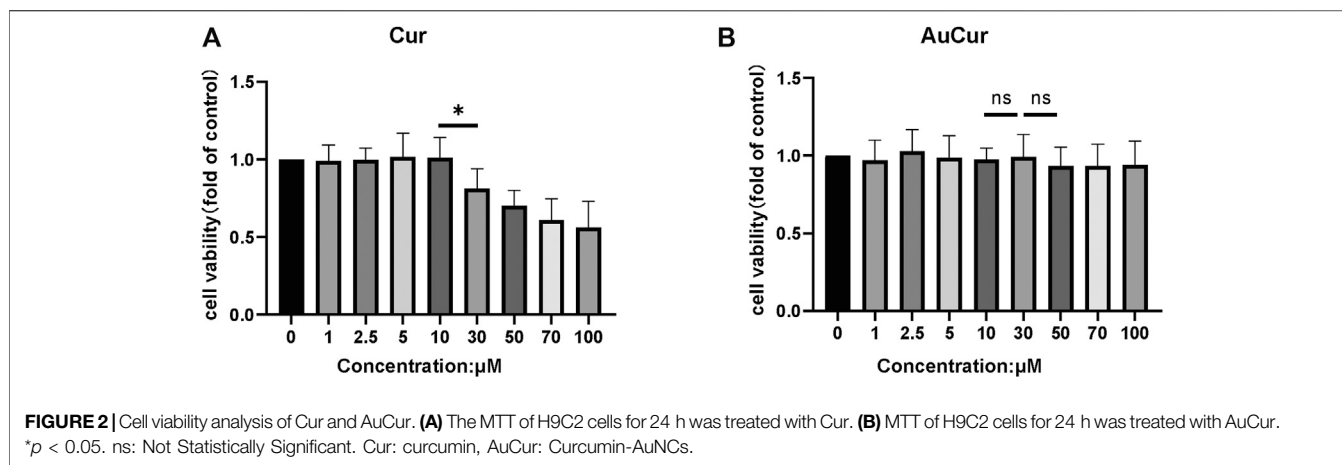 A
Cur
B
AuCur
cell vability(fold of control)
1.5
1.0
0.5
0.0
*
0 1 2.5 5 10 30 50 70 100
Concentration:μM
cell vability(fold of control)
1.5
1.0
0.5
0.0
ns ns
0 1 2.5 5 10 30 50 70 100
Concentration:μM
FIGURE 2 | Cell viability analysis of Cur and AuCur. (A) The MTT of H9C2 cells for 24 h was treated with Cur. (B) MTT of H9C2 cells for 24 h was treated with AuCur.
*p < 0.05. ns: Not Statistically Significant. Cur: curcumin, AuCur: Curcumin-AuNCs.